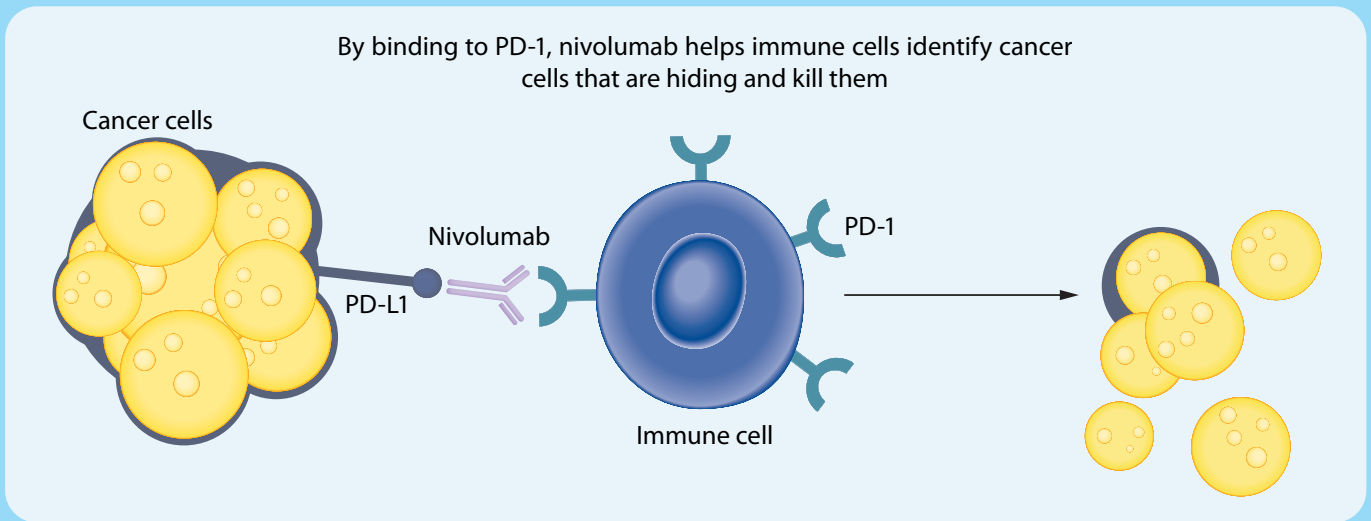 By binding to PD-1, nivolumab helps immune cells identify cancer
cells that are hiding and kill them
Cancer cells
Nivolumab
PD-1
PD-L1
Immune cell